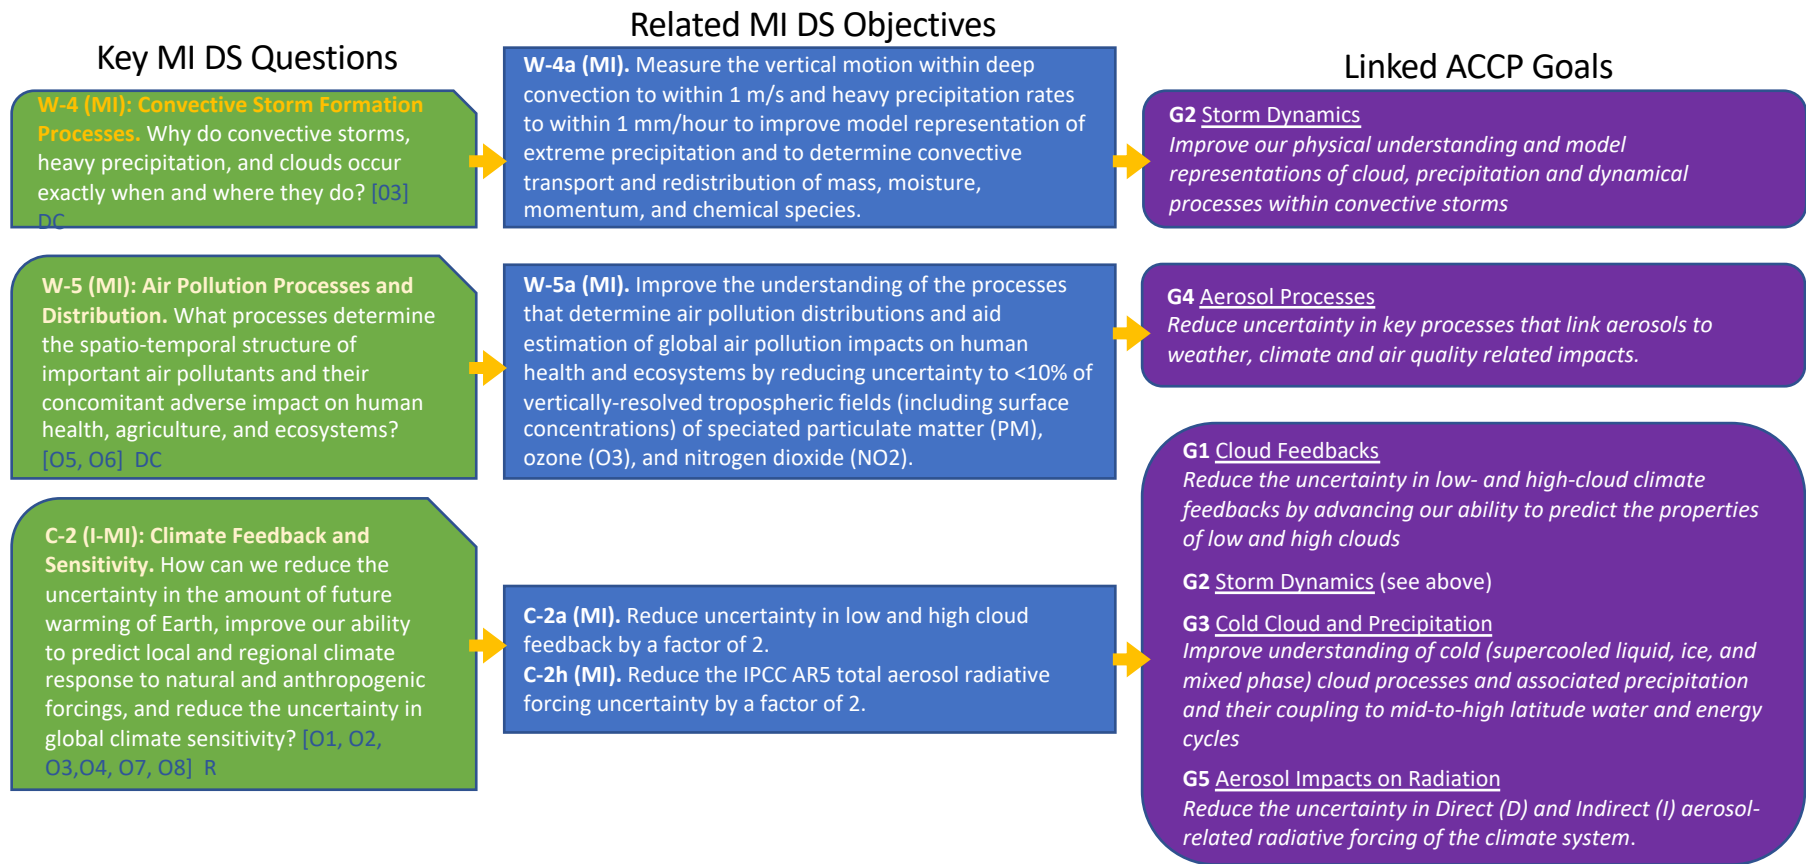 Key MI DS Questions
W-4 (MI): Convective Storm Formation
Processes. Why do convective storms,
heavy precipitation, and clouds occur
exactly when and where they do? [03]
DC
W-5 (MI): Air Pollution Processes and
Distribution. What processes determine
the spatio-temporal structure of
important air pollutants and their
concomitant adverse impact on human
health, agriculture, and ecosystems?
[O5, O6]  DC
C-2 (I-MI): Climate Feedback and
Sensitivity. How can we reduce the
uncertainty in the amount of future
warming of Earth, improve our ability
to predict local and regional climate
response to natural and anthropogenic
forcings, and reduce the uncertainty in
global climate sensitivity? [O1, O2,
O3,O4, O7, O8]  R
Related MI DS Objectives
W-4a (MI). Measure the vertical motion within deep
convection to within 1 m/s and heavy precipitation rates
to within 1 mm/hour to improve model representation of
extreme precipitation and to determine convective
transport and redistribution of mass, moisture,
momentum, and chemical species.
W-5a (MI). Improve the understanding of the processes
that determine air pollution distributions and aid
estimation of global air pollution impacts on human
health and ecosystems by reducing uncertainty to <10% of
vertically-resolved tropospheric fields (including surface
concentrations) of speciated particulate matter (PM),
ozone (O3), and nitrogen dioxide (NO2).
C-2a (MI). Reduce uncertainty in low and high cloud
feedback by a factor of 2.
C-2h (MI). Reduce the IPCC AR5 total aerosol radiative
forcing uncertainty by a factor of 2.
Linked ACCP Goals
G2 Storm Dynamics
Improve our physical understanding and model
representations of cloud, precipitation and dynamical
processes within convective storms
G4 Aerosol Processes
Reduce uncertainty in key processes that link aerosols to
weather, climate and air quality related impacts.
G1 Cloud Feedbacks
Reduce the uncertainty in low- and high-cloud climate
feedbacks by advancing our ability to predict the properties
of low and high clouds
G2 Storm Dynamics (see above)
G3 Cold Cloud and Precipitation
Improve understanding of cold (supercooled liquid, ice, and
mixed phase) cloud processes and associated precipitation
and their coupling to mid-to-high latitude water and energy
cycles
G5 Aerosol Impacts on Radiation
Reduce the uncertainty in Direct (D) and Indirect (I) aerosol-
related radiative forcing of the climate system.